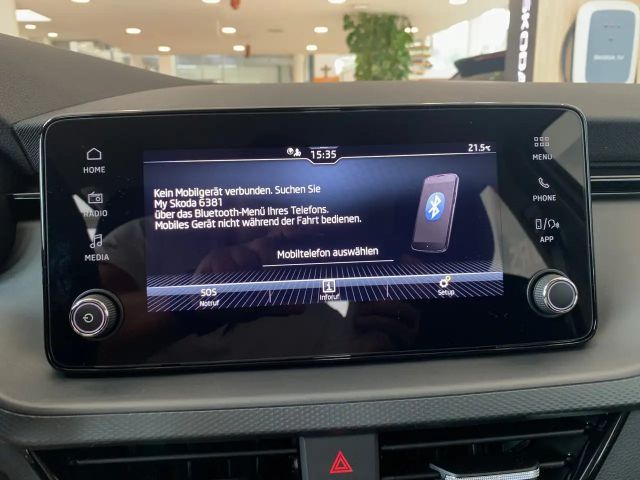 ŠKODA
15:35
21.5°C
HOME
RADIO
MEDIA
MENU
PHONE
APP
Kein Mobilgerät verbunden. Suchen Sie
My Skoda 6381
über das Bluetooth-Menü Ihres Telefons.
Mobiles Gerät nicht während der Fahrt bedienen.
Mobiltelefon auswählen
SOS
Notruf
i
Inforuf
Setup